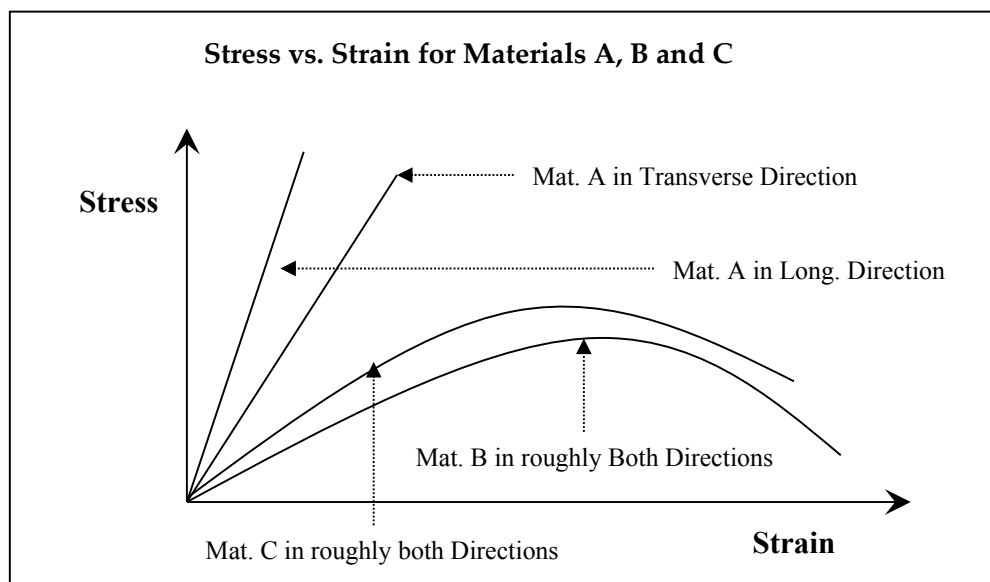 Stress vs. Strain for Materials A, B and C
Mat. A in Transverse Direction
Stress
Mat. A in Long. Direction
Mat. B in roughly Both Directions
Mat. C in roughly both Directions
Strain